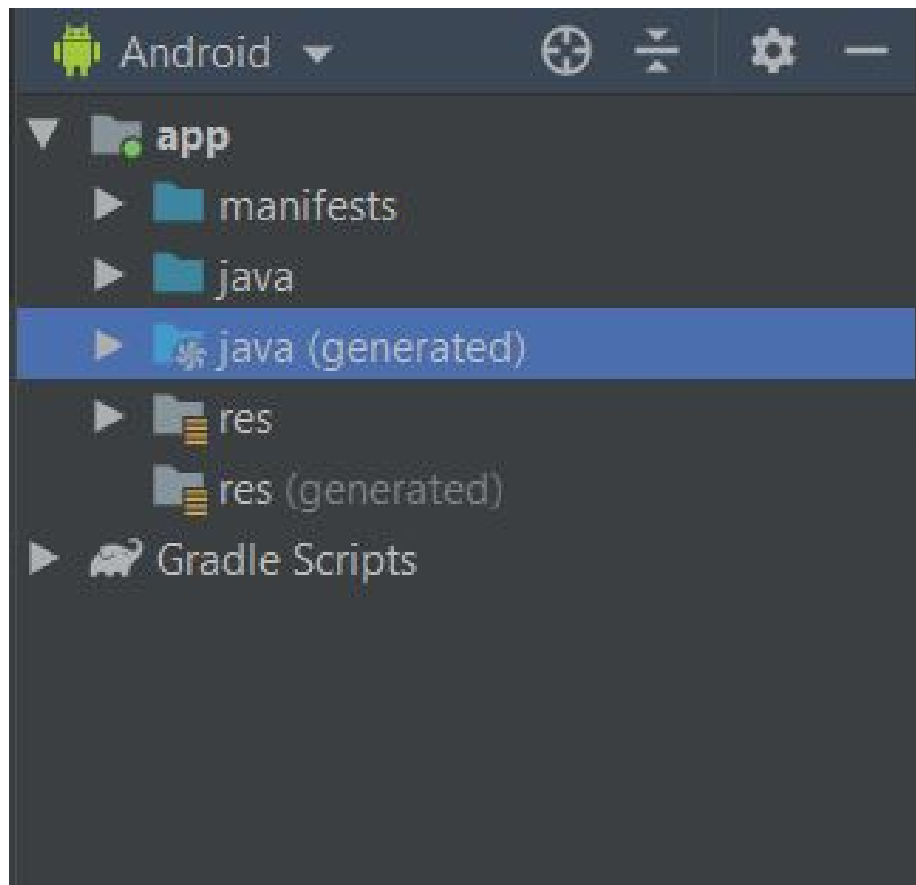 Android
app
manifests
java
java (generated)
res
res (generated)
Gradle Scripts